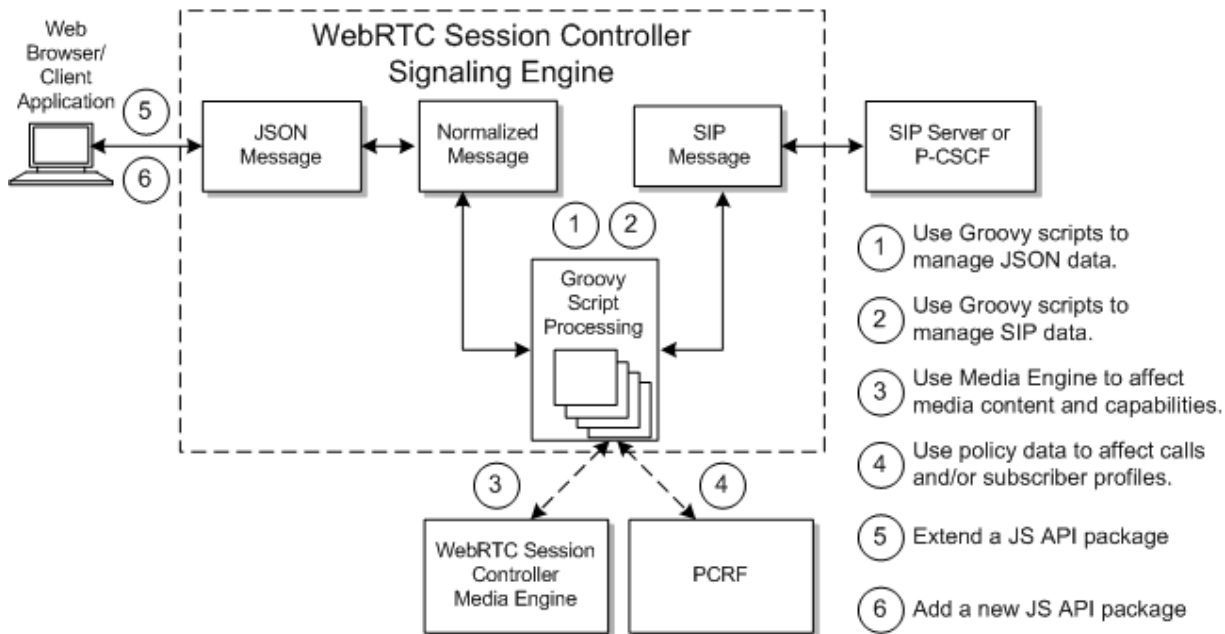 Web
Browser/
Client
Application
WebRTC Session Controller
Signaling Engine
5
6
JSON
Message
Normalized
Message
SIP
Message
SIP Server or
P-CSCF
1
2
Groovy
Script
Processing
3
4
WebRTC Session
Controller
Media Engine
PCRF
1 Use Groovy scripts to
manage JSON data.
2 Use Groovy scripts to
manage SIP data.
3 Use Media Engine to affect
media content and capabilities.
4 Use policy data to affect calls
and/or subscriber profiles.
5 Extend a JS API package
6 Add a new JS API package